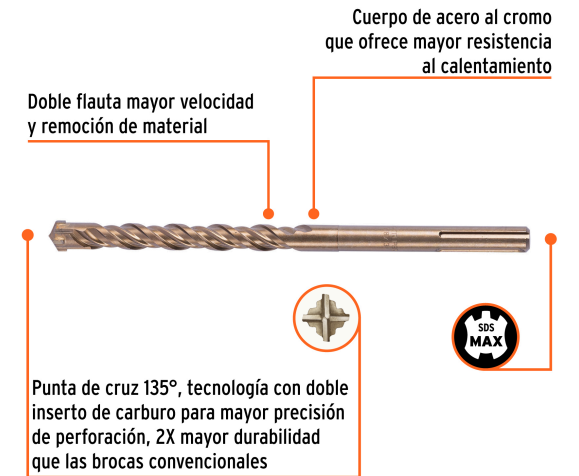 Cuerpo de acero al cromo
que ofrece mayor resistencia
al calentamiento
Doble flauta mayor velocidad
y remoción de material
SDS
MAX
Punta de cruz 135°, tecnología con doble
inserto de carburo para mayor precisión
de perforación, 2X mayor durabilidad
que las brocas convencionales